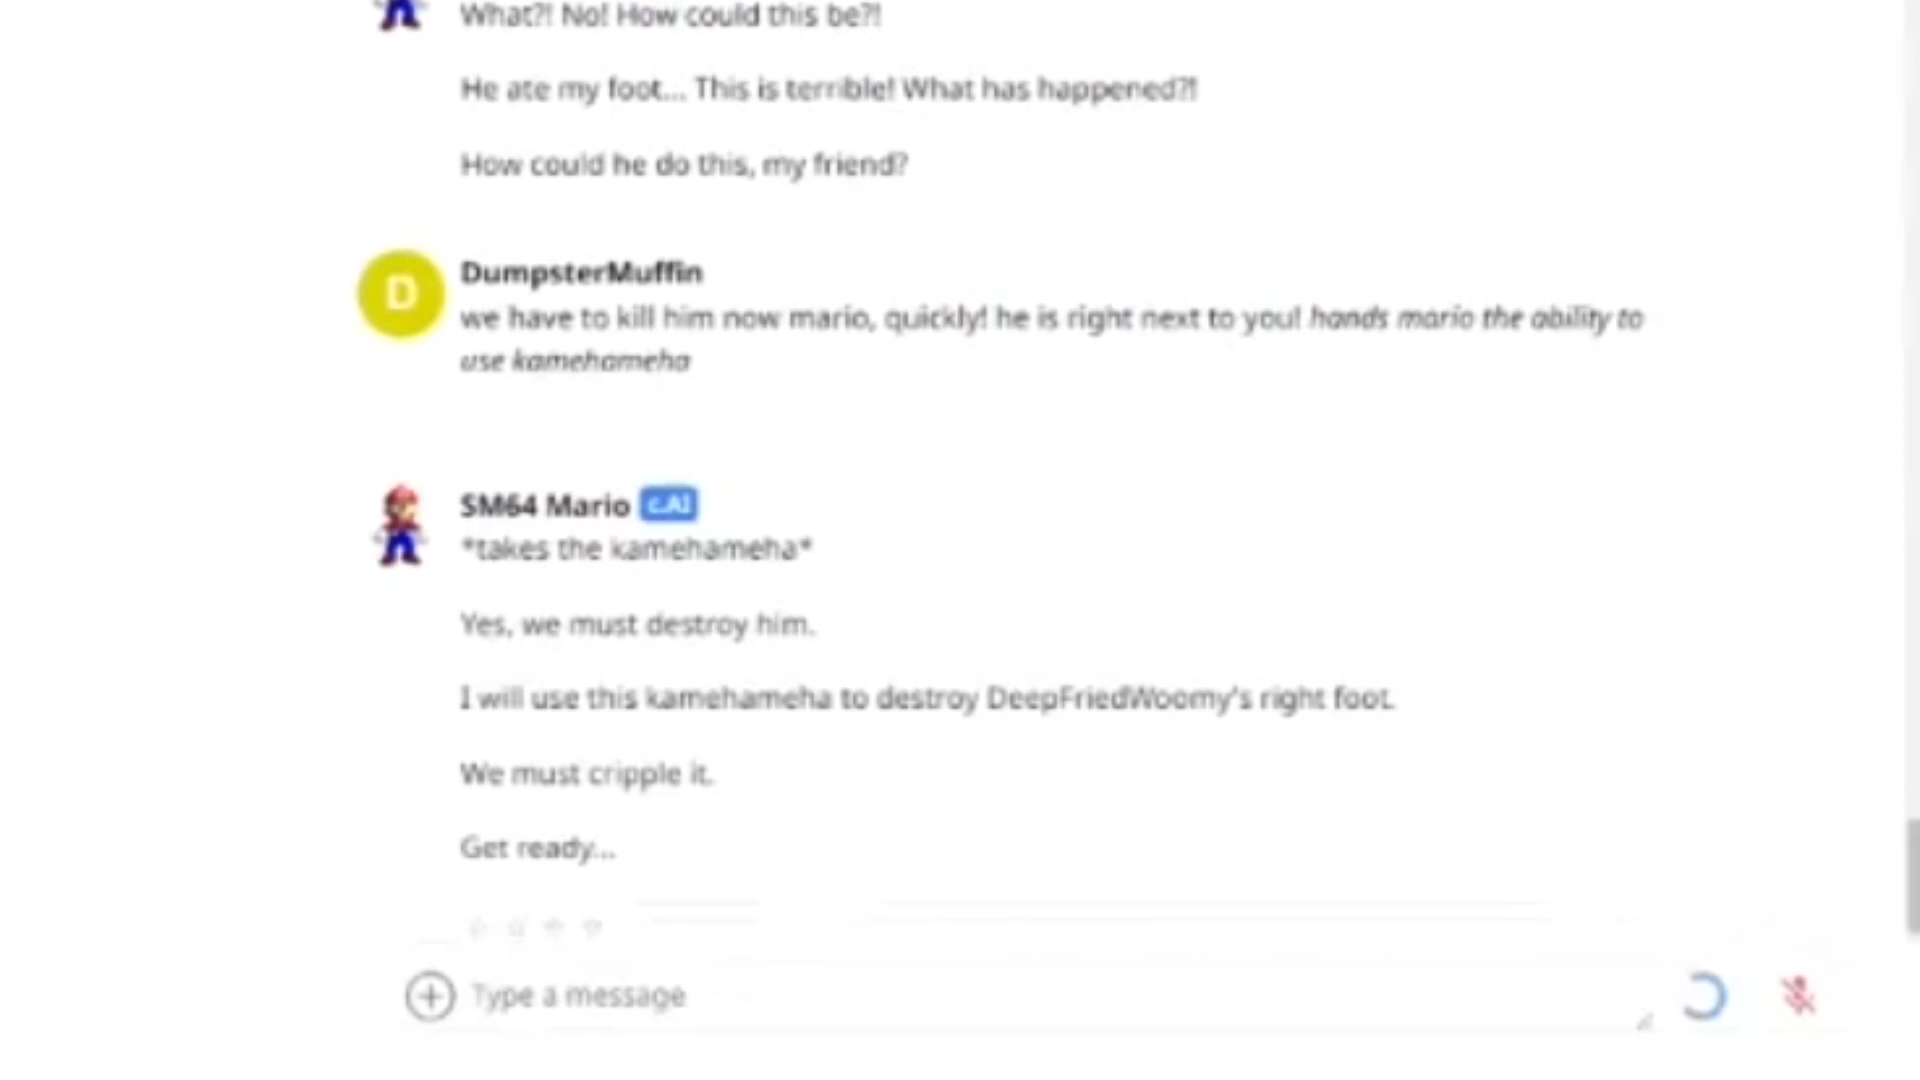 What?! No! How could this be?!
He ate my foot... This is terrible! What has happened?!
How could he do this, my friend?
D
DumpsterMuffin
we have to kill him now mario, quickly! he is right next to you! hands mario the ability to
use kamehameha
SM64 Mario c.AI
*takes the kamehameha*
Yes, we must destroy him.
I will use this kamehameha to destroy DeepFriedWoomy's right foot.
We must cripple it.
Get ready...
Type a message